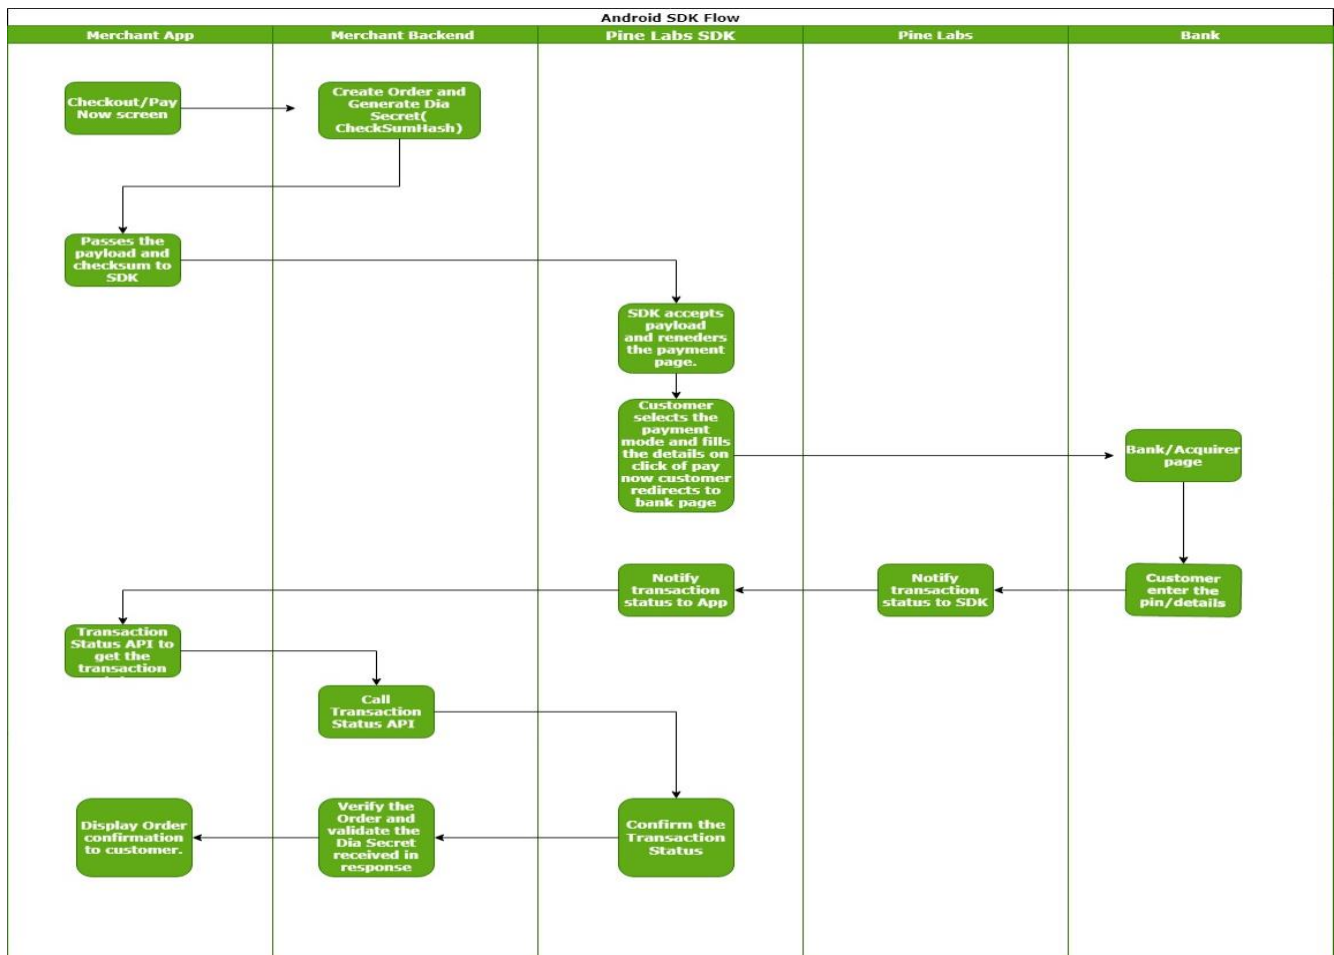 Android SDK Flow
Merchant App
Merchant Backend
Pine Labs SDK
Pine Labs
Bank
Checkout/Pay
Now screen
Create Order and
Generate Dia
Secret(
CheckSumHash)
Passes the
payload and
checksum to
SDK
SDK accepts
payload
and reneders
the payment
page.
Customer
selects the
payment
mode and fills
the details on
click of pay
now customer
redirects to
bank page
Bank/Acquirer
page
Customer
enter the
pin/details
Notify
transaction
status to SDK
Notify
transaction
status to App
Transaction
Status API to
get the
transaction
Call
Transaction
Status API
Confirm the
Transaction
Status
Verify the
Order and
validate the
Dia Secret
received in
response
Display Order
confirmation
to customer.